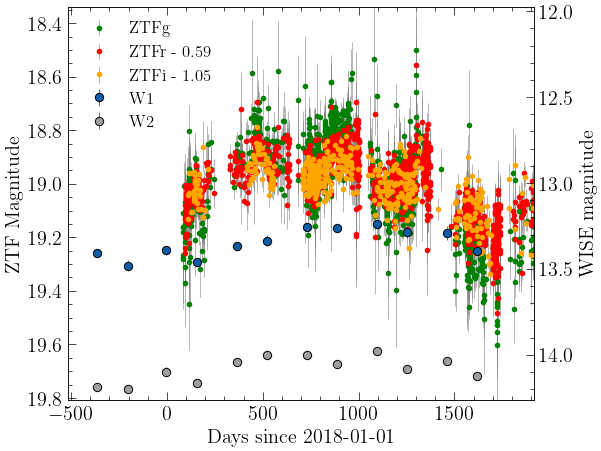 ZTFg
ZTFr - 0.59
ZTFi - 1.05
W1
W2
18.4
18.6
18.8
19.0
19.2
19.4
19.6
19.8
ZTF Magnitude
12.0
12.5
13.0
13.5
14.0
WISE magnitude
−500 0 500 1000 1500
Days since 2018-01-01